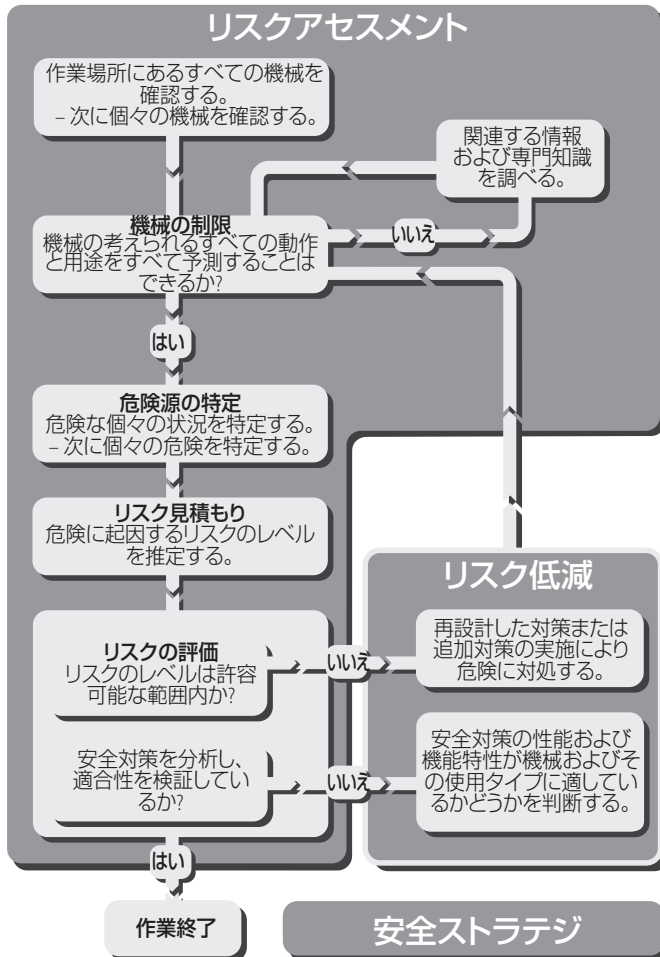 リスクアセスメント
作業場所にあるすべての機械を
確認する。
– 次に個々の機械を確認する。
関連する情報
および専門知識
を調べる。
機械の制限
機械の考えられるすべての動作
と用途をすべて予測することは
できるか?
いいえ
はい
危険源の特定
危険な個々の状況を特定する。
– 次に個々の危険を特定する。
リスク見積もり
危険に起因するリスクのレベル
を推定する。
リスク低減
リスクの評価
リスクのレベルは許容
可能な範囲内か?
いいえ
再設計した対策または
追加対策の実施により
危険に対処する。
安全対策を分析し、
適合性を検証してい
るか?
いいえ
安全対策の性能および
機能特性が機械およびそ
の使用タイプに適してい
るかどうかを判断する。
はい
作業終了
安全ストラテジ